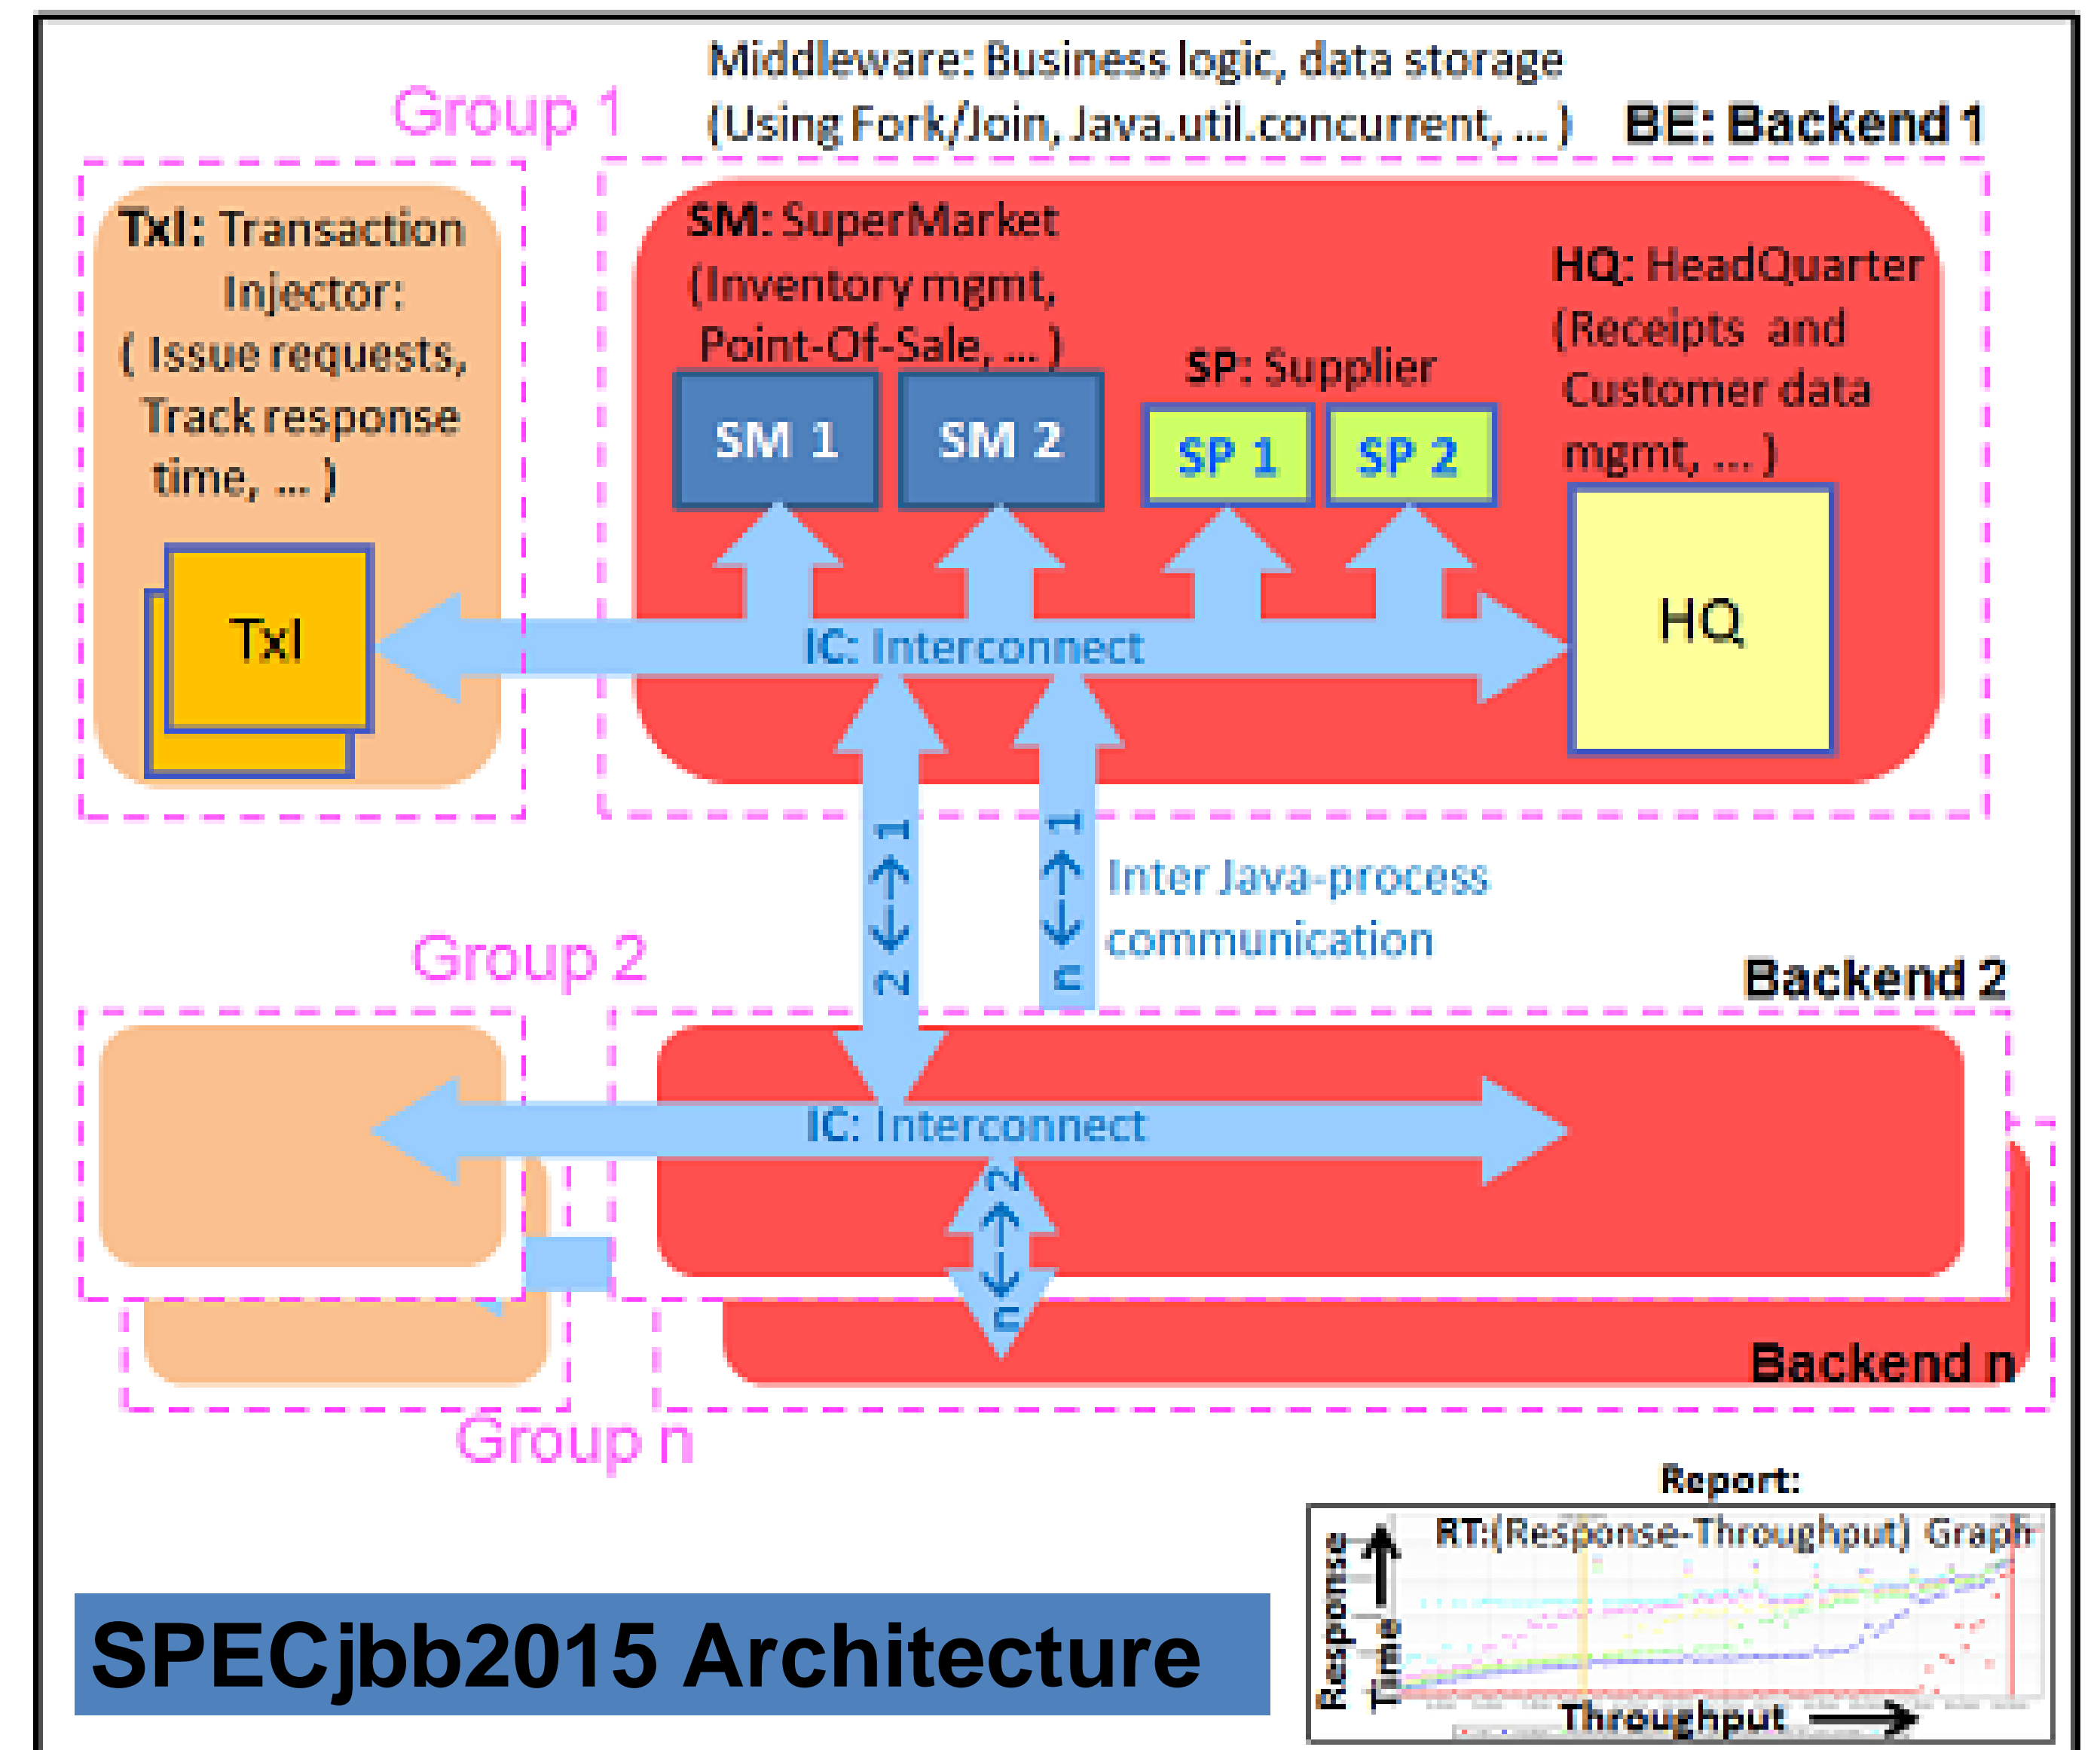 Middleware: Business logic, data storage
(Using Fork/Join, Java.util.concurrent, ... )
Group 1
BE: Backend 1
TxI: Transaction
Injector:
( Issue requests,
Track response
time, ... )
TxI
SM: SuperMarket
(Inventory mgmt,
Point-Of-Sale, ... )
SM 1
SM 2
SP: Supplier
SP 1
SP 2
HQ: HeadQuarter
(Receipts and
Customer data
mgmt, ... )
HQ
IC: Interconnect
2<-->1
n<-->1
Inter Java-process
communication
Group 2
Backend 2
IC: Interconnect
n<-->2
Backend n
Group n
Report:
RT:(Response-Throughput) Graph
Response
Time
Throughput
SPECjbb2015 Architecture